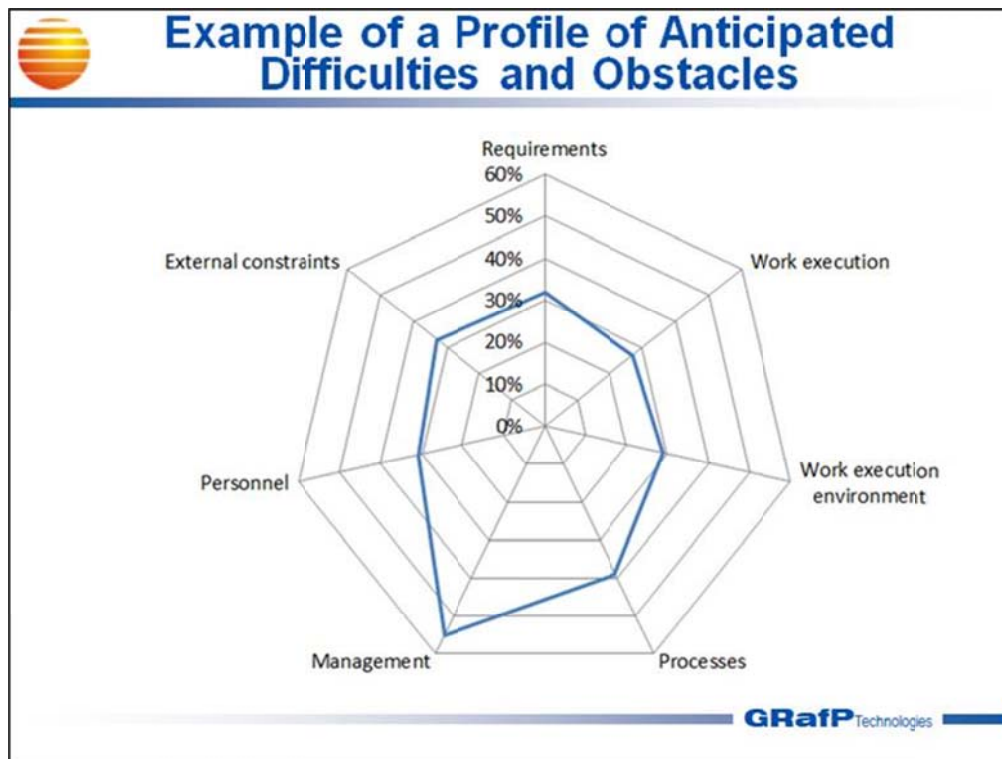 Example of a Profile of Anticipated
Difficulties and Obstacles
Requirements
60%
50%
40%
30%
20%
10%
0%
External constraints
Work execution
Personnel
Work execution
environment
Management
Processes
GRafP Technologies